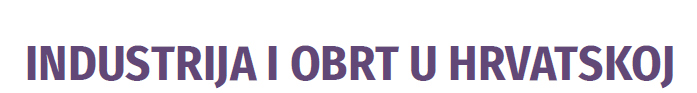 INDUSTRIJA I OBRT U HRVATSKOJ